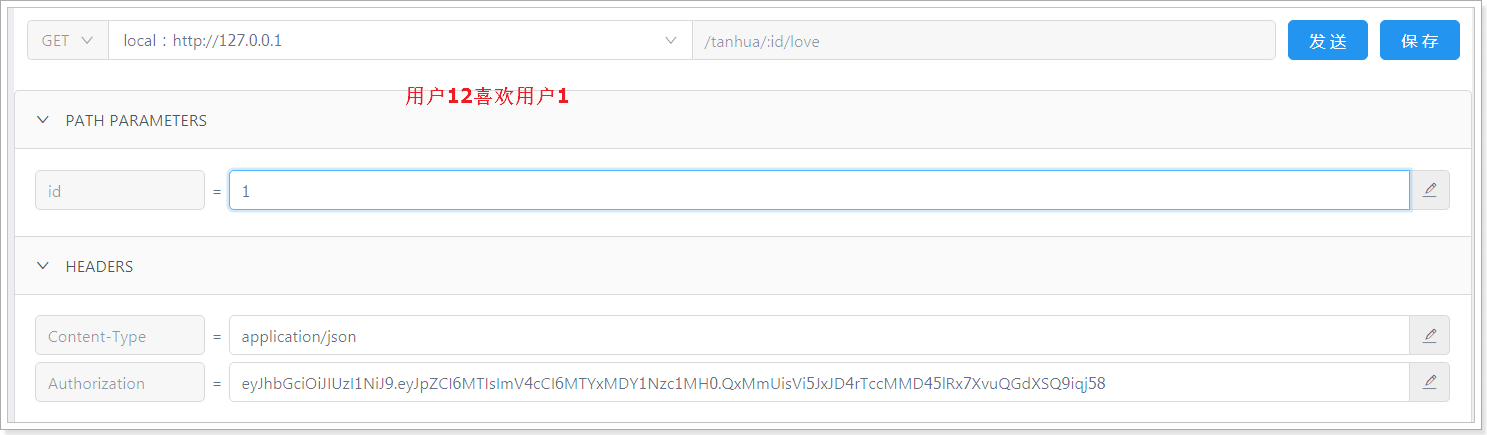 GET local：http://127.0.0.1 /tanhua/:id/love 发 送 保 存
用户12喜欢用户1
PATH PARAMETERS
id = 1
HEADERS
Content-Type = application/json
Authorization = eyJhbGciOiJIUzI1NiJ9.eyJpZCI6MTIsImV4cCI6MTYxMDY1Nzc1MH0.QxMmUisVi5JxJD4rTccMMD45lRx7XvuQGdXSQ9iqj58